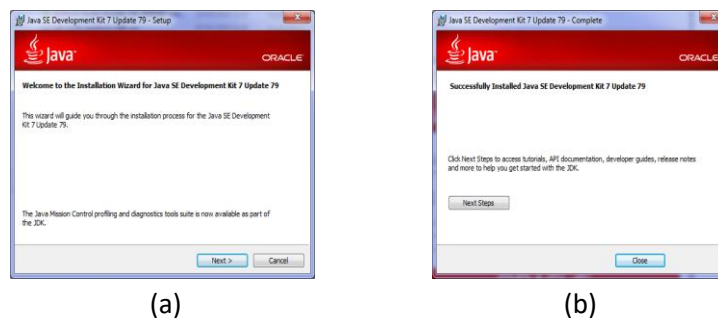 Java SE Development Kit 7 Update 79 - Setup
Java
ORACLE
Welcome to the Installation Wizard for Java SE Development Kit 7 Update 79
This wizard will guide you through the installation process for the Java SE Development
Kit 7 Update 79.
The Java Mission Control profiling and diagnostics tools suite is now available as part of
the JDK.
Next >
Cancel
(a)
Java SE Development Kit 7 Update 79 - Complete
Java
ORACLE
Successfully Installed Java SE Development Kit 7 Update 79
Click Next Steps to access tutorials, API documentation, developer guides, release notes
and more to help you get started with the JDK.
Next Steps
Close
(b)